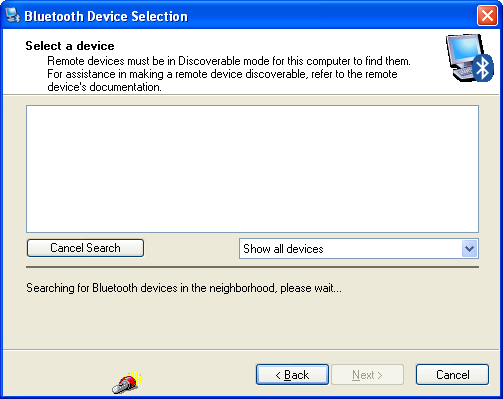 Bluetooth Device Selection
Select a device
Remote devices must be in Discoverable mode for this computer to find them.
For assistance in making a remote device discoverable, refer to the remote
device's documentation.
Cancel Search
Show all devices
Searching for Bluetooth devices in the neighborhood, please wait...
< Back
Next >
Cancel